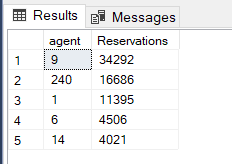 Results Messages
agent Reservations
1 9 34292
2 240 16686
3 1 11395
4 6 4506
5 14 4021